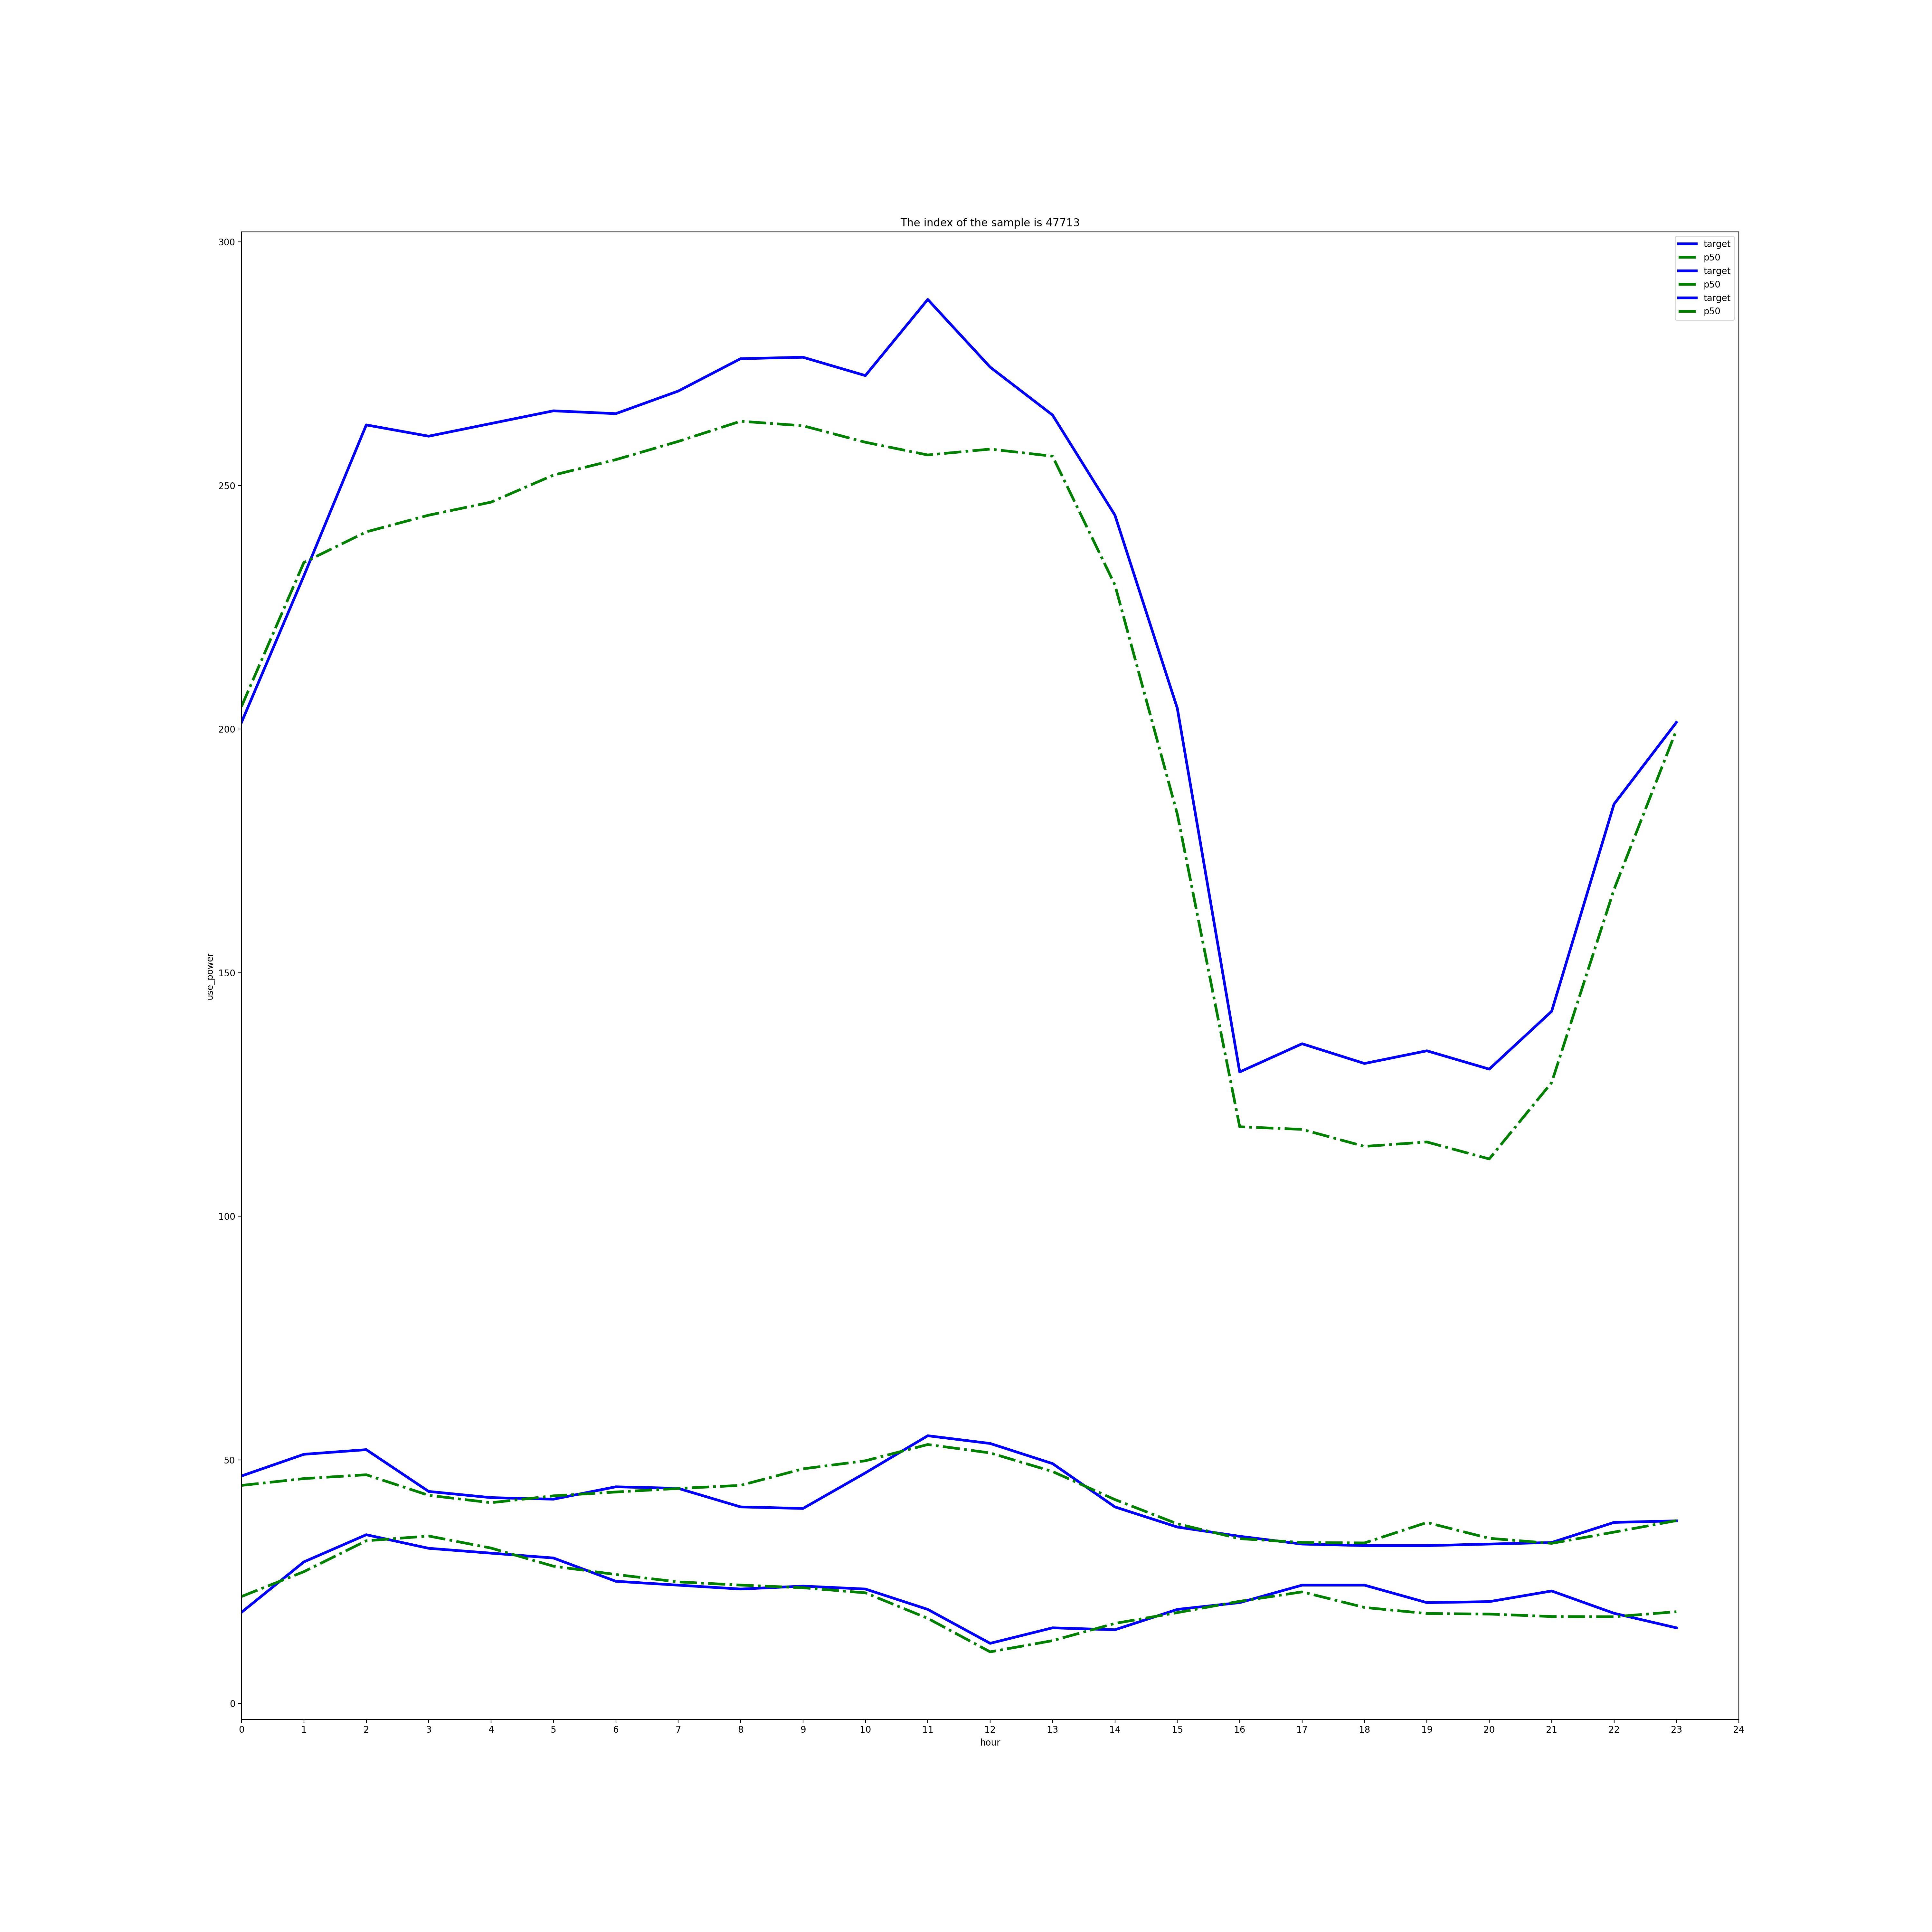 The index of the sample is 47713
target
p50
target
p50
target
p50
300
250
200
150
100
50
0
use_power
0 1 2 3 4 5 6 7 8 9 10 11 12 13 14 15 16 17 18 19 20 21 22 23 24
hour